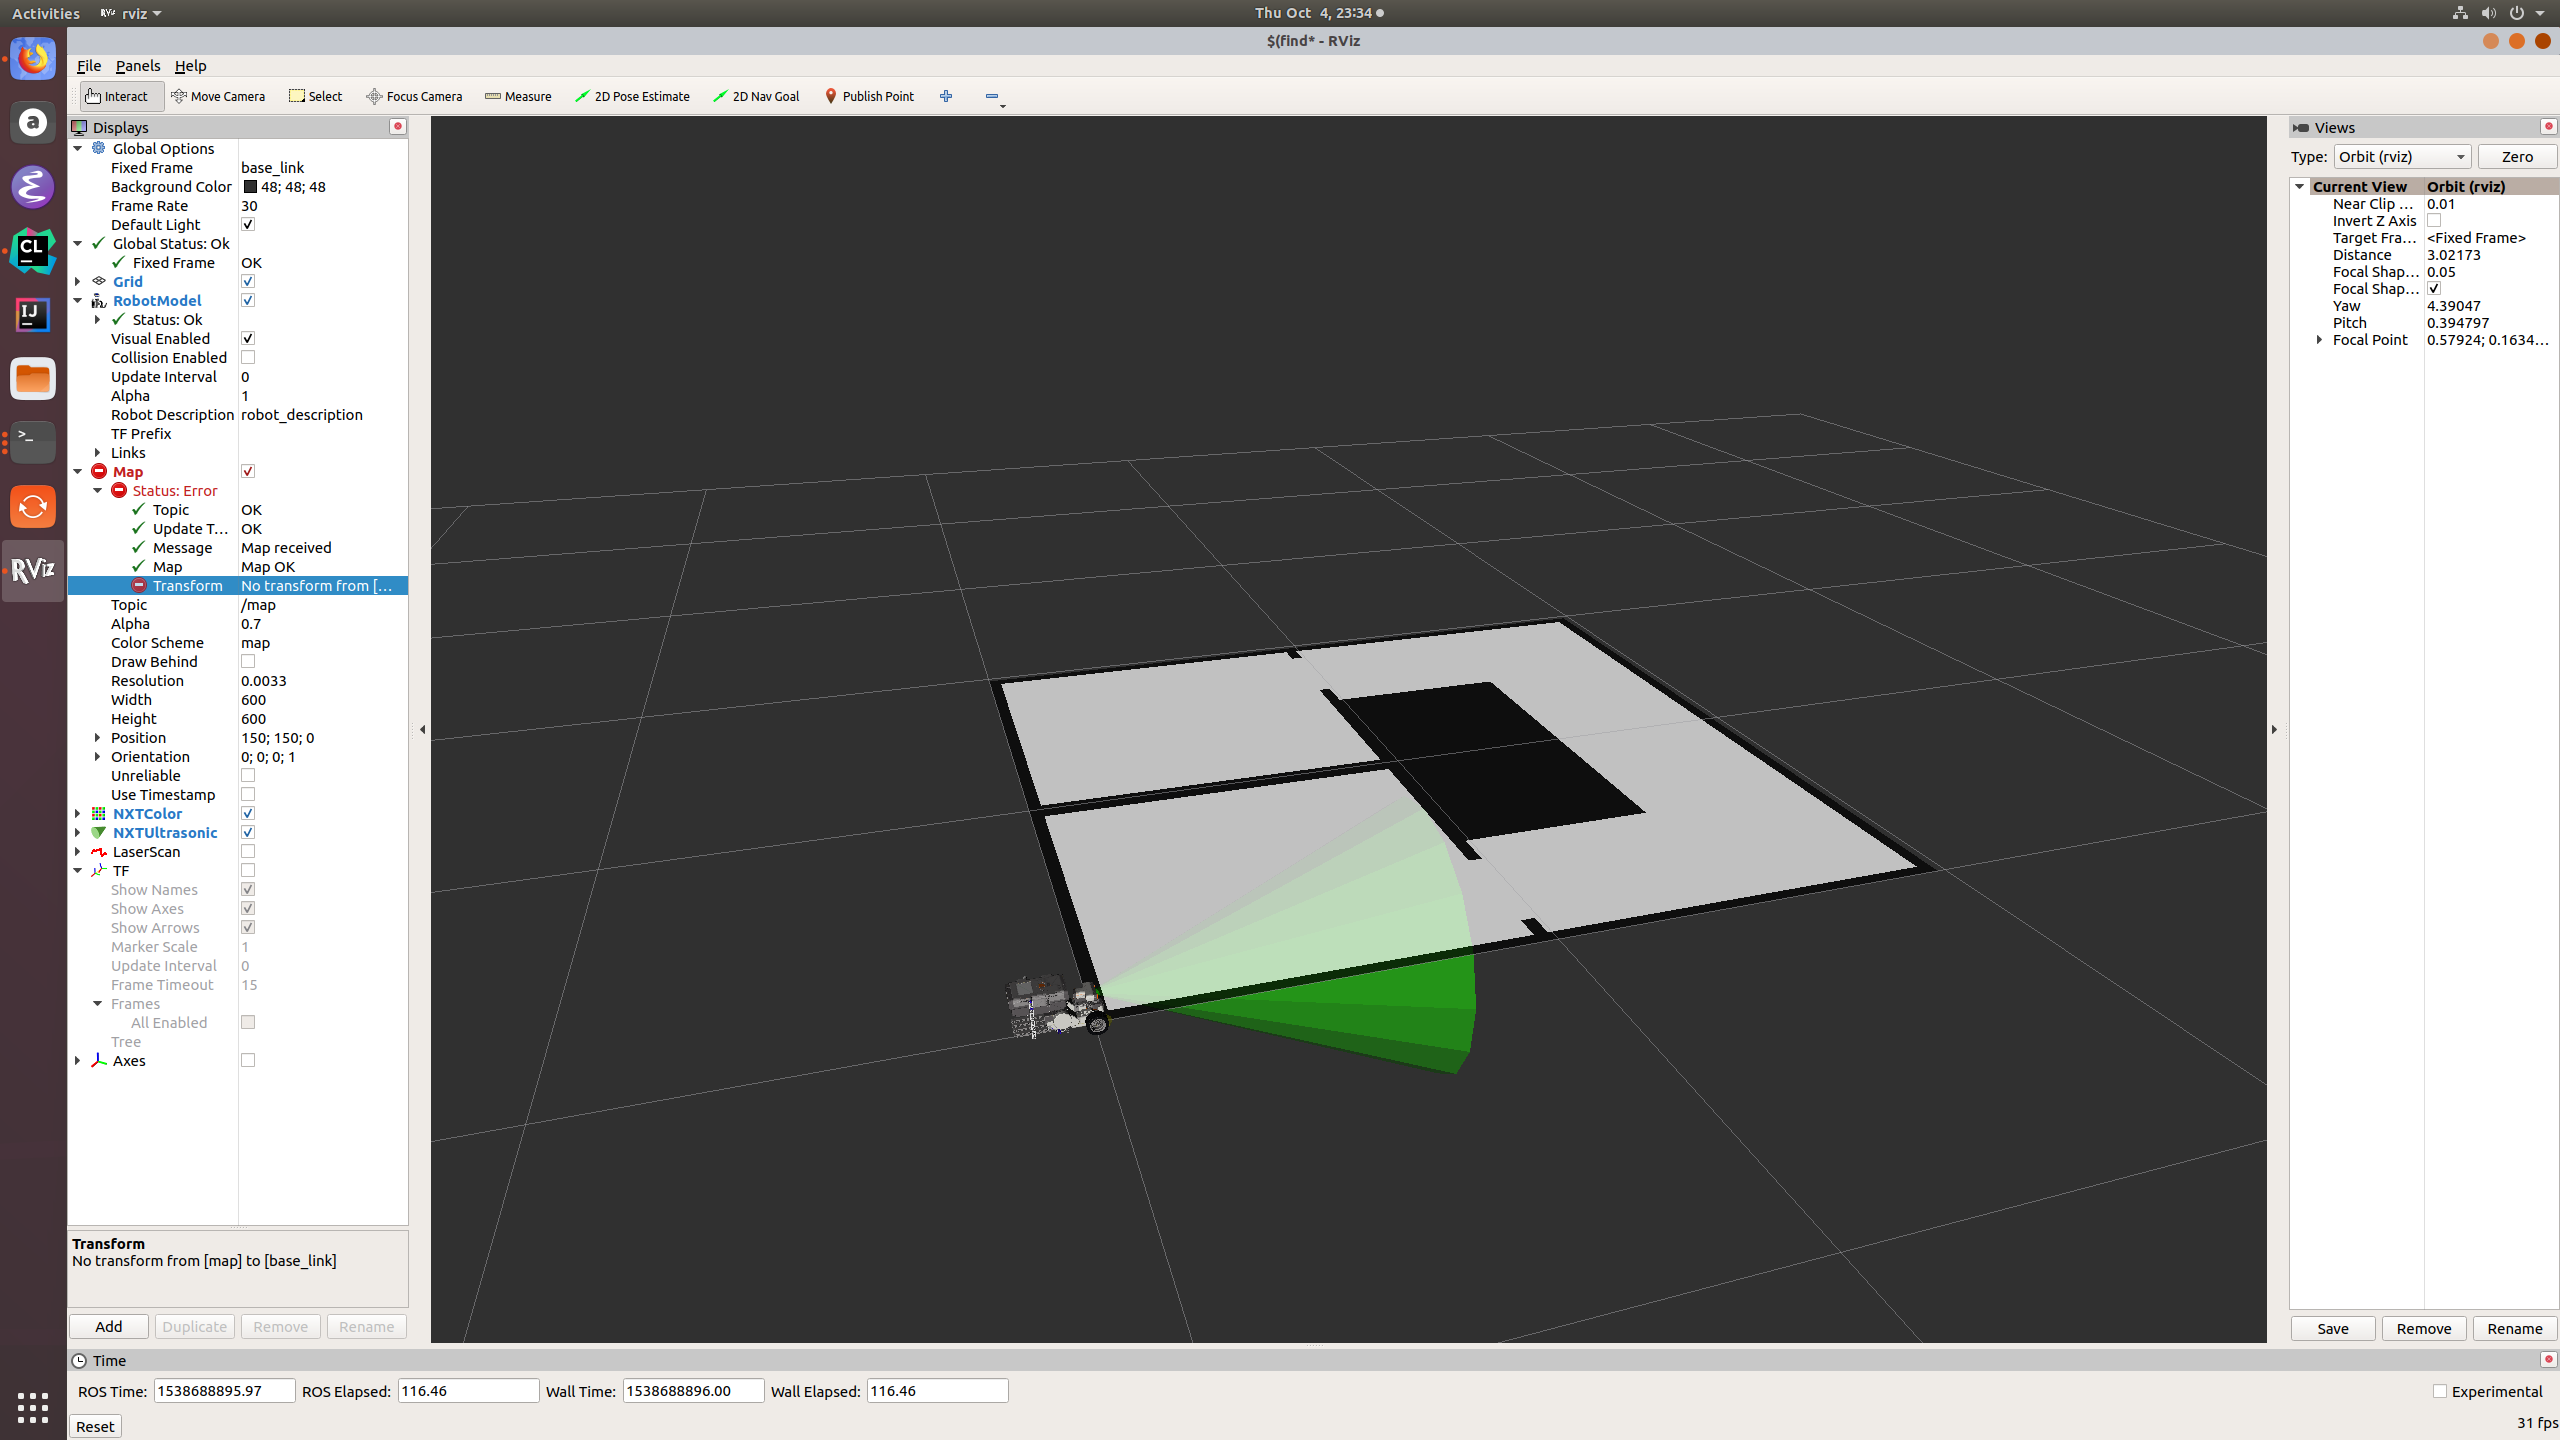 Activities
RViz rviz
Thu Oct 4, 23:34
$(find* - RViz
File Panels Help
Interact Move Camera Select Focus Camera Measure 2D Pose Estimate 2D Nav Goal Publish Point
Displays
Global Options
Fixed Frame base_link
Background Color 48; 48; 48
Frame Rate 30
Default Light
Global Status: Ok
Fixed Frame OK
Grid
RobotModel
Status: Ok
Visual Enabled
Collision Enabled
Update Interval 0
Alpha 1
Robot Description robot_description
TF Prefix
Links
Map
Status: Error
Topic OK
Update T... OK
Message Map received
Map Map OK
Transform No transform from [...
Topic /map
Alpha 0.7
Color Scheme map
Draw Behind
Resolution 0.0033
Width 600
Height 600
Position 150; 150; 0
Orientation 0; 0; 0; 1
Unreliable
Use Timestamp
NXTColor
NXTUltrasonic
LaserScan
TF
Show Names
Show Axes
Show Arrows
Marker Scale 1
Update Interval 0
Frame Timeout 15
Frames
All Enabled
Tree
Axes
Transform
No transform from [map] to [base_link]
Add Duplicate Remove Rename
a
CL
IJ
>_
RViz
Views
Type: Orbit (rviz) Zero
Current View Orbit (rviz)
Near Clip ... 0.01
Invert Z Axis
Target Fra... <Fixed Frame>
Distance 3.02173
Focal Shap... 0.05
Focal Shap...
Yaw 4.39047
Pitch 0.394797
Focal Point 0.57924; 0.1634...
Save Remove Rename
Time
ROS Time: 1538688895.97 ROS Elapsed: 116.46 Wall Time: 1538688896.00 Wall Elapsed: 116.46 Experimental
Reset 31 fps